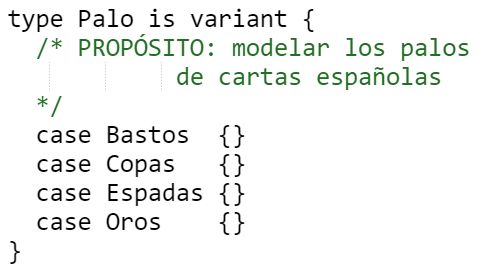 type Palo is variant {
  /* PROPÓSITO: modelar los palos
            de cartas españolas
  */
  case Bastos  {}
  case Copas   {}
  case Espadas {}
  case Oros    {}
}